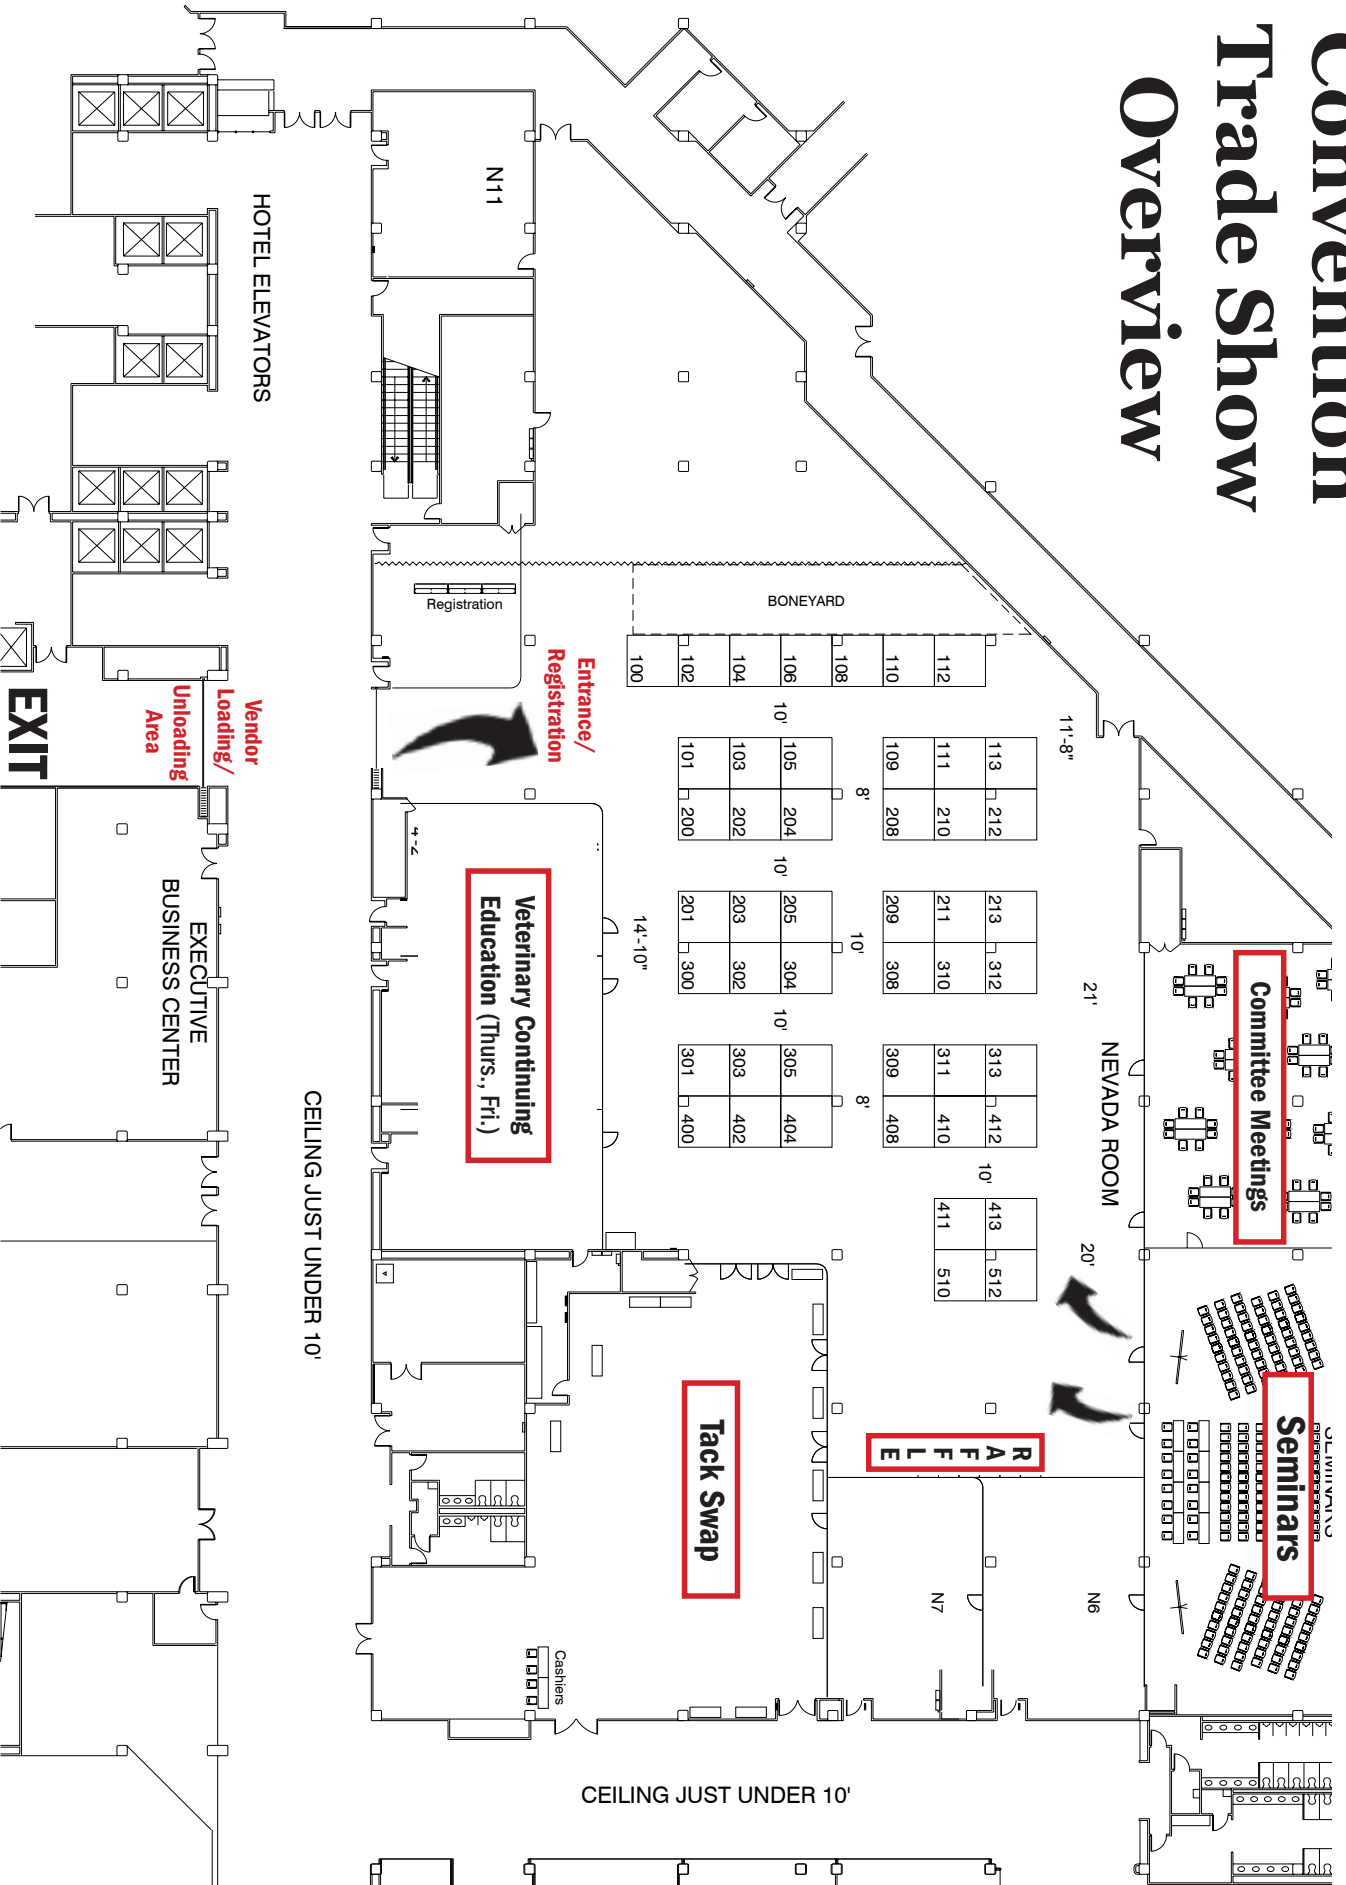 Convention
Trade Show
Overview
N11
HOTEL ELEVATORS
Registration
BONEYARD
Entrance/
Registration
100
102
104
106
108
110
112
10'
11'-8"
Vendor
Loading/
Unloading
Area
EXIT
101
103
105
109
111
113
8'
200
202
204
208
210
212
10'
EXECUTIVE
BUSINESS CENTER
Veterinary Continuing
Education (Thurs., Fri.)
14'-10"
201
203
205
209
211
213
10'
300
302
304
308
310
312
10'
21'
NEVADA ROOM
Committee Meetings
301
303
305
309
311
313
8'
400
402
404
408
410
412
10'
411
413
510
512
20'
CEILING JUST UNDER 10'
Tack Swap
RAFFLE
SEMINARS
Seminars
N7
N6
Cashiers
CEILING JUST UNDER 10'